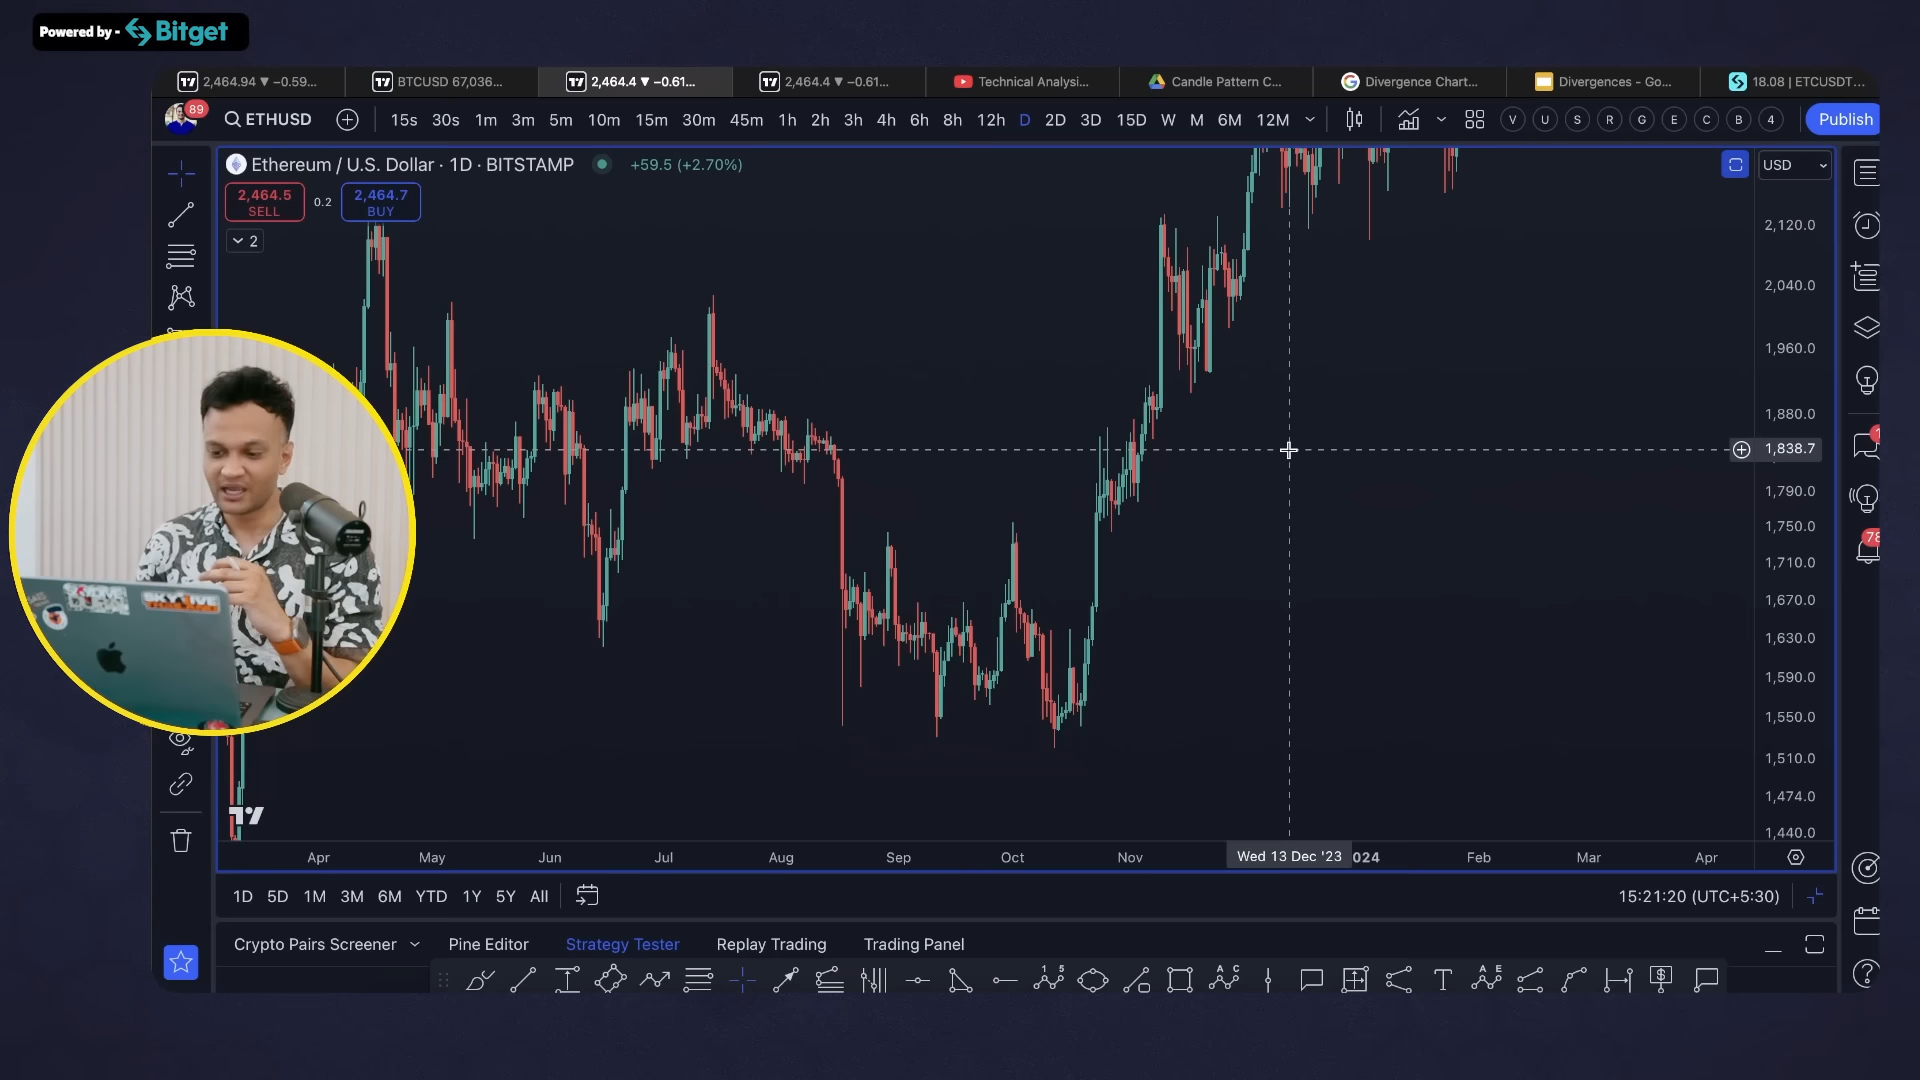 Powered by - Bitget
2,464.94 ▼ −0.59...
BTCUSD 67,036...
2,464.4 ▼ −0.61...
2,464.4 ▼ −0.61...
Technical Analysi...
Candle Pattern C...
Divergence Chart...
Divergences - Go...
18.08 | ETCUSDT...
89
ETHUSD
15s 30s 1m 3m 5m 10m 15m 30m 45m 1h 2h 3h 4h 6h 8h 12h D 2D 3D 15D W M 6M 12M
V U S R G E C B 4
Publish
Ethereum / U.S. Dollar · 1D · BITSTAMP
+59.5 (+2.70%)
USD
2,464.5
SELL
0.2
2,464.7
BUY
2
2,120.0
2,040.0
1,960.0
1,880.0
1,838.7
1,790.0
1,750.0
1,710.0
1,670.0
1,630.0
1,590.0
1,550.0
1,510.0
1,474.0
1,440.0
78
SKYLIVE
Apr May Jun Jul Aug Sep Oct Nov Wed 13 Dec '23 024 Feb Mar Apr
1D 5D 1M 3M 6M YTD 1Y 5Y All
15:21:20 (UTC+5:30)
Crypto Pairs Screener Pine Editor Strategy Tester Replay Trading Trading Panel